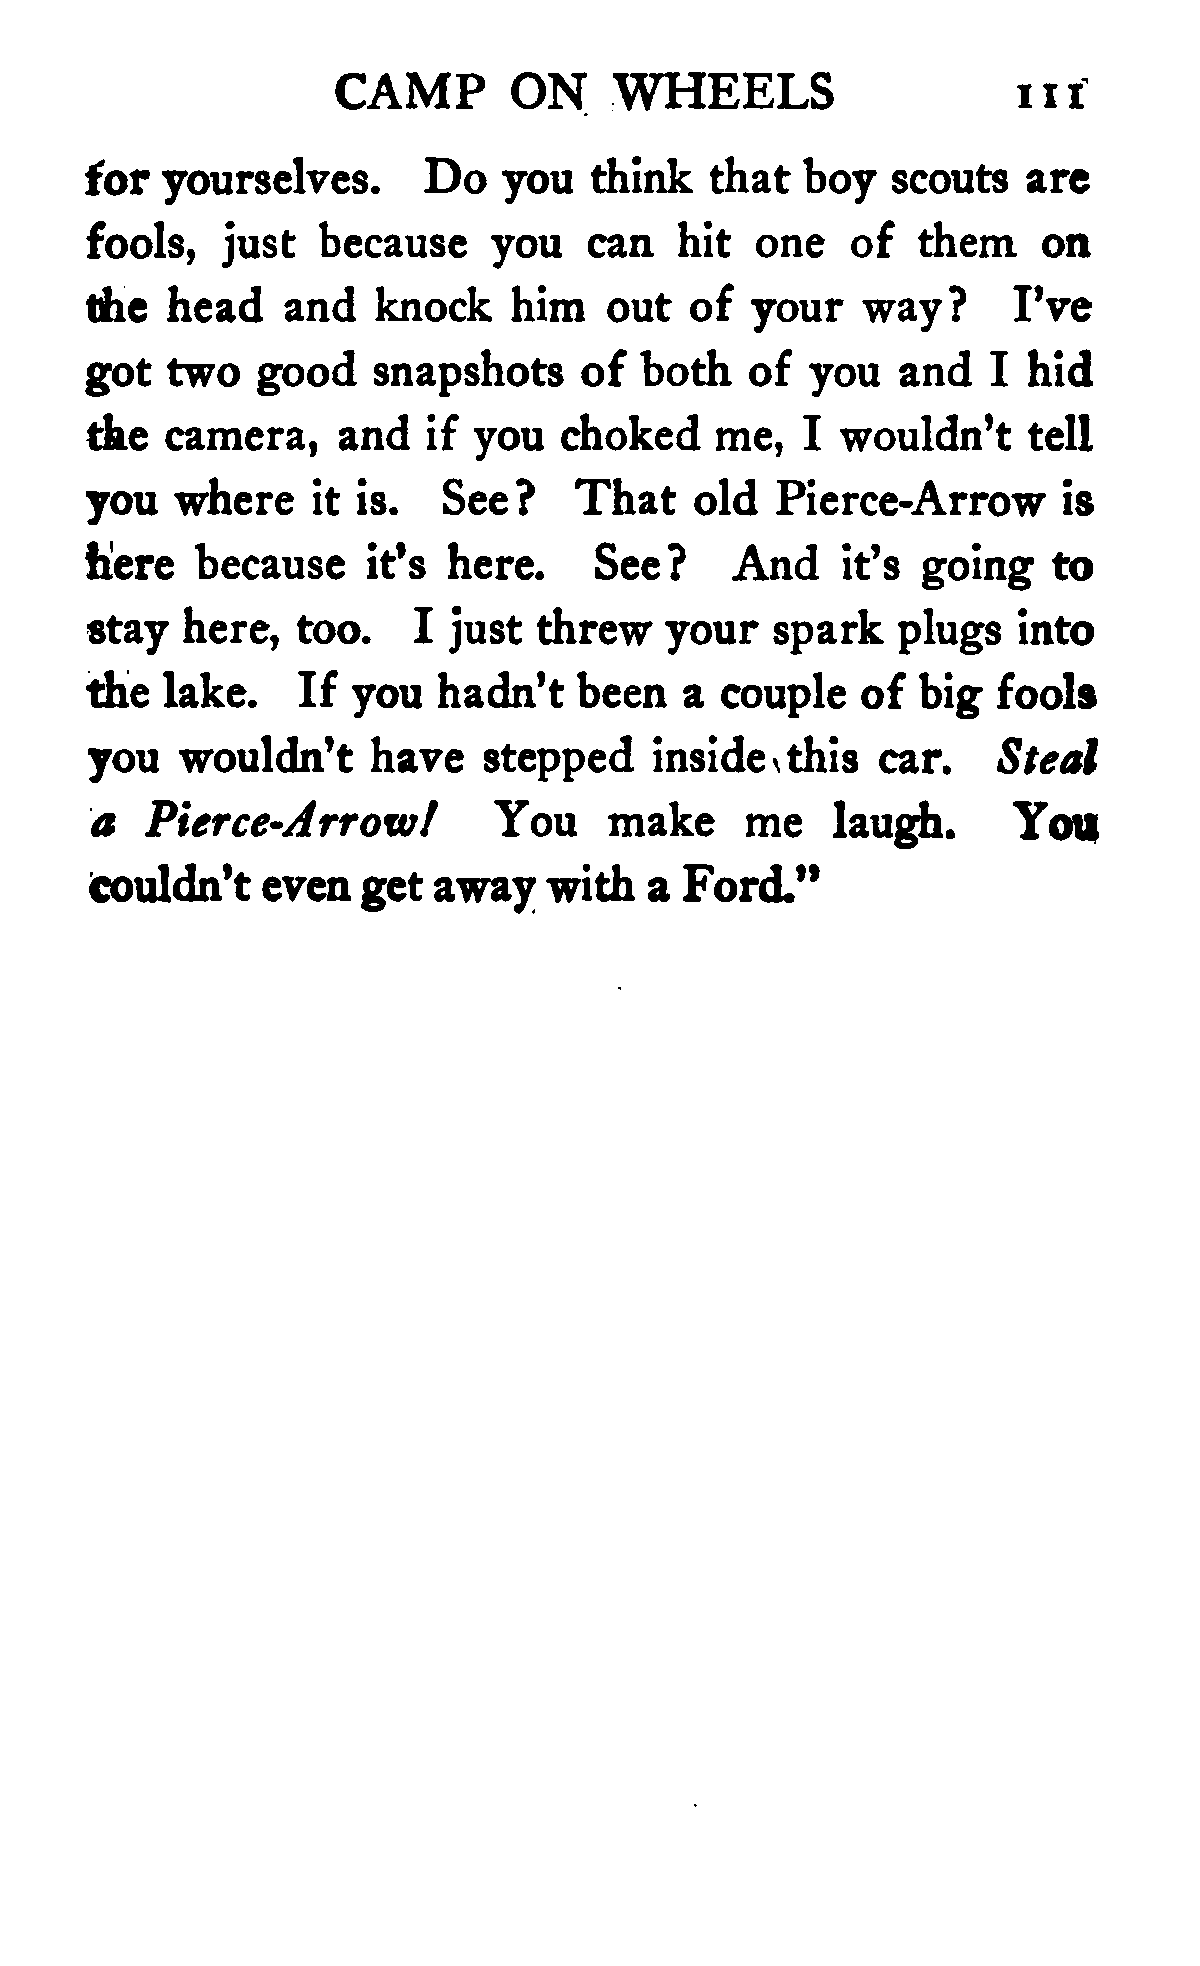 CAMP ON WHEELS 111
for yourselves. Do you think that boy scouts are
fools, just because you can hit one of them on
the head and knock him out of your way? I've
got two good snapshots of both of you and I hid
the camera, and if you choked me, I wouldn't tell
you where it is. See? That old Pierce-Arrow is
here because it's here. See? And it's going to
stay here, too. I just threw your spark plugs into
the lake. If you hadn't been a couple of big fools
you wouldn't have stepped inside this car. Steal
a Pierce-Arrow! You make me laugh. You
couldn't even get away with a Ford."